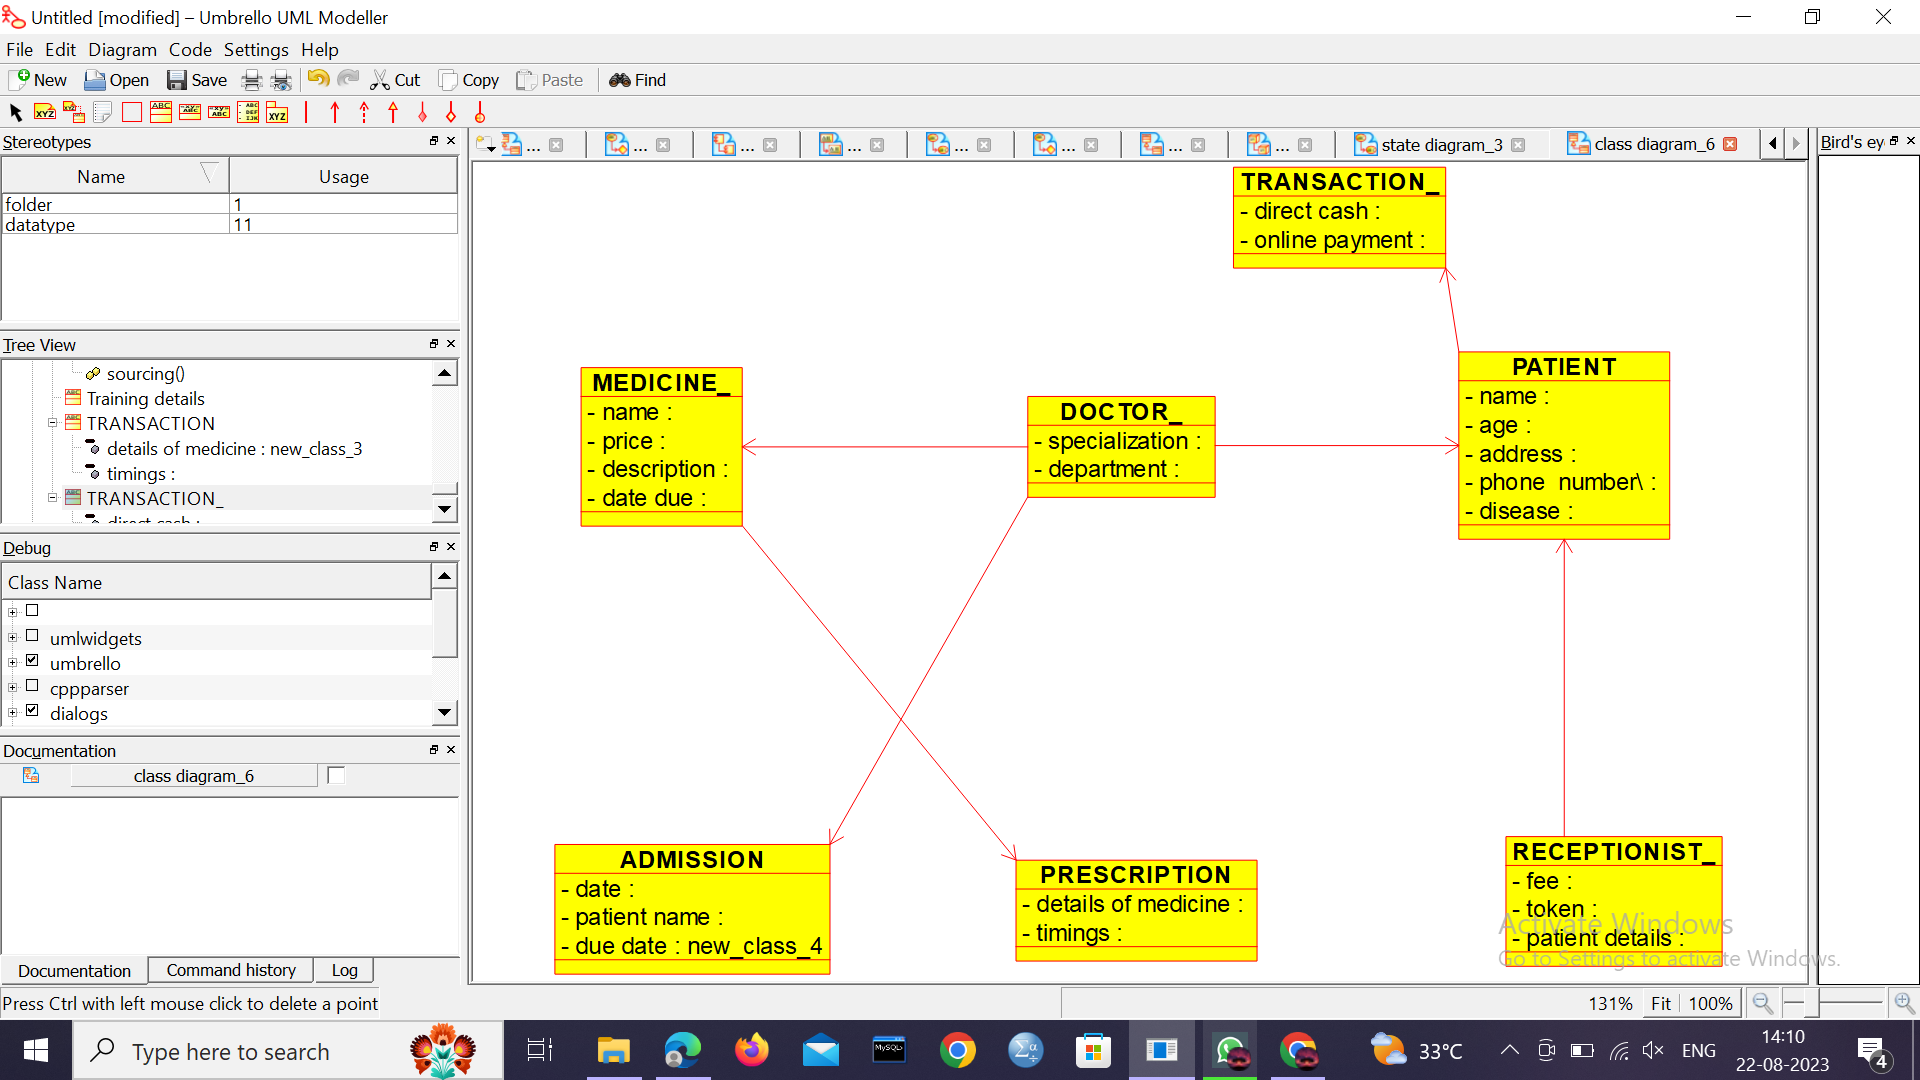 Untitled [modified] – Umbrello UML Modeller
File Edit Diagram Code Settings Help
New Open Save Cut Copy Paste Find
Stereotypes
Name Usage
folder 1
datatype 11
Tree View
sourcing()
Training details
TRANSACTION
details of medicine : new_class_3
timings :
TRANSACTION_
direct cash :
Debug
Class Name
umlwidgets
umbrello
cppparser
dialogs
Documentation
class diagram_6
Documentation Command history Log
Press Ctrl with left mouse click to delete a point
... ... ... ... ... ... ... ... state diagram_3 class diagram_6
Bird's ey
TRANSACTION_
- direct cash :
- online payment :
MEDICINE_
- name :
- price :
- description :
- date due :
DOCTOR_
- specialization :
- department :
PATIENT
- name :
- age :
- address :
- phone  number\ :
- disease :
ADMISSION
- date :
- patient name :
- due date : new_class_4
PRESCRIPTION
- details of medicine :
- timings :
RECEPTIONIST_
- fee :
- token :
- patient details :
Activate Windows
Go to Settings to activate Windows.
131% Fit 100%
Type here to search
MySQL
33°C
ENG
14:10
22-08-2023
4